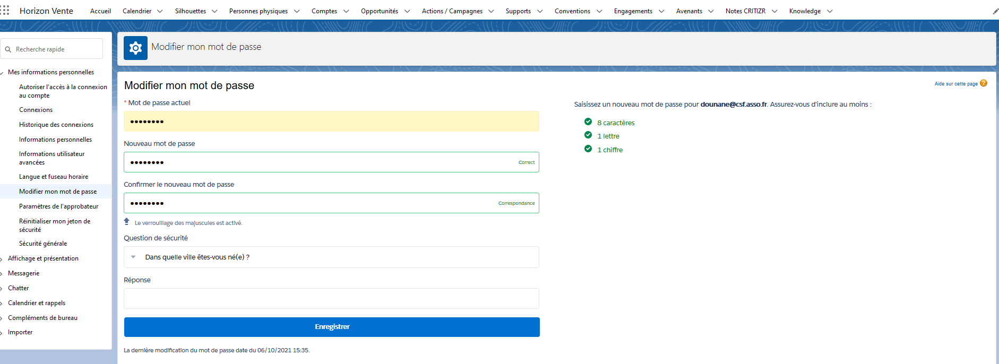 Horizon Vente
Accueil
Calendrier
Silhouettes
Personnes physiques
Comptes
Opportunités
Actions / Campagnes
Supports
Conventions
Engagements
Avenants
Notes CRITIZR
Knowledge
Recherche rapide
Mes informations personnelles
Autoriser l'accès à la connexion
au compte
Connexions
Historique des connexions
Informations personnelles
Informations utilisateur
avancées
Langue et fuseau horaire
Modifier mon mot de passe
Paramètres de l'approbateur
Réinitialiser mon jeton de
sécurité
Sécurité générale
Affichage et présentation
Messagerie
Chatter
Calendrier et rappels
Compléments de bureau
Importer
Modifier mon mot de passe
Modifier mon mot de passe
Aide sur cette page ?
* Mot de passe actuel
••••••••
Nouveau mot de passe
•••••••• Correct
Confirmer le nouveau mot de passe
•••••••• Correspondance
Le verrouillage des majuscules est activé.
Question de sécurité
Dans quelle ville êtes-vous né(e) ?
Réponse
Enregistrer
La dernière modification du mot de passe date du 06/10/2021 15:35.
Saisissez un nouveau mot de passe pour dounane@csf.asso.fr. Assurez-vous d'inclure au moins :
8 caractères
1 lettre
1 chiffre